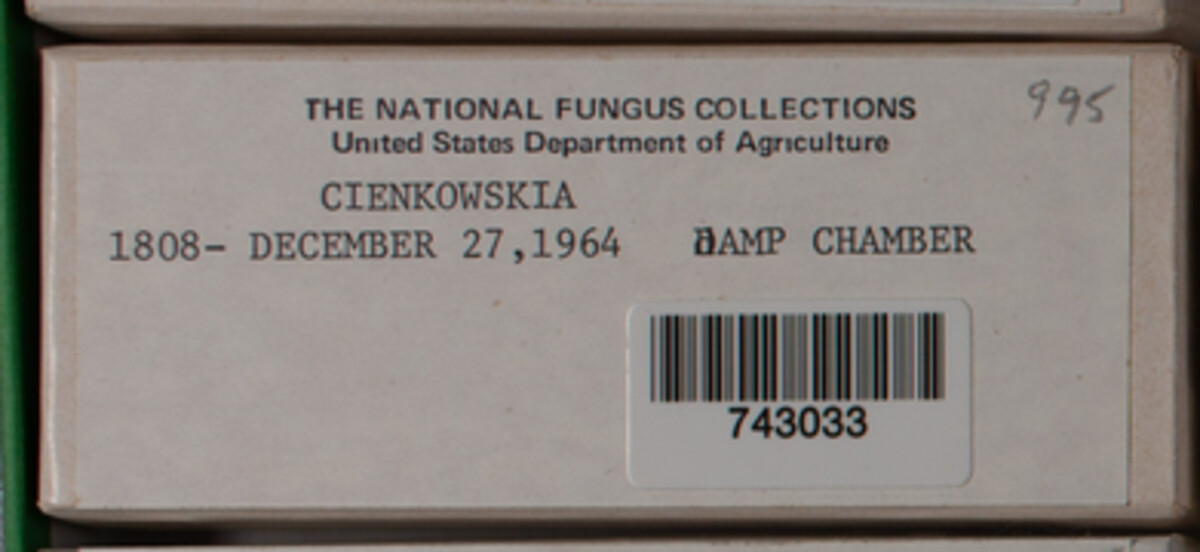 THE NATIONAL FUNGUS COLLECTIONS
995
United States Department of Agriculture
CIENKOWSKIA
1808- DECEMBER 27,1964 DAMP CHAMBER
743033